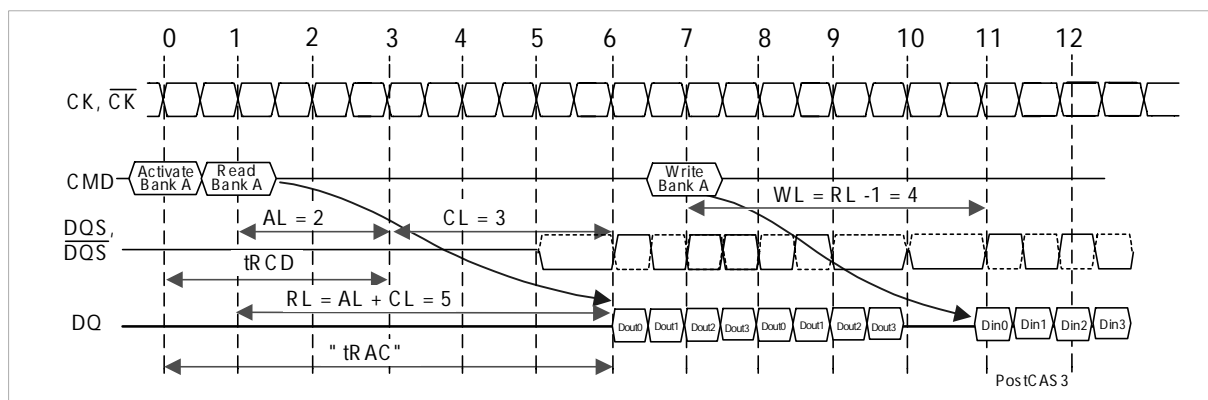 0 1 2 3 4 5 6 7 8 9 10 11 12
CK, CK
CMD
Activate Bank A
Read Bank A
Write Bank A
WL = RL -1 = 4
AL = 2
CL = 3
DQS,
DQS
tRCD
RL = AL + CL = 5
DQ
Dout0 Dout1 Dout2 Dout3 Dout0 Dout1 Dout2 Dout3
Din0 Din1 Din2 Din3
"tRAC"
PostCAS3